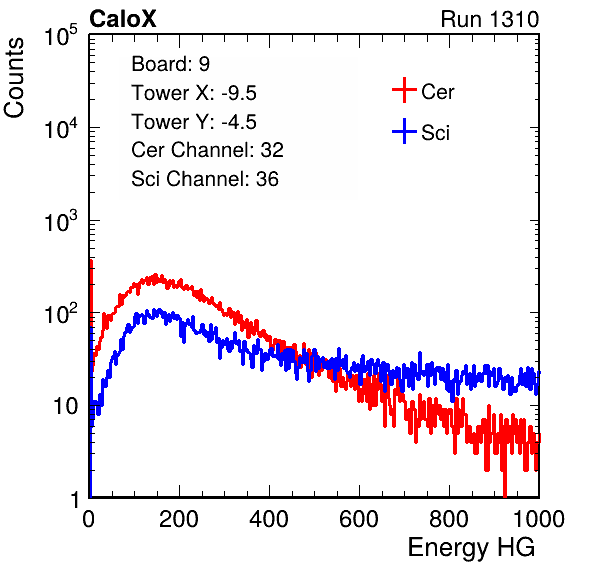 CaloX Run 1310
Counts
10^5
10^4
10^3
10^2
10
1
Board: 9
Tower X: -9.5
Tower Y: -4.5
Cer Channel: 32
Sci Channel: 36
Cer
Sci
0 200 400 600 800 1000
Energy HG